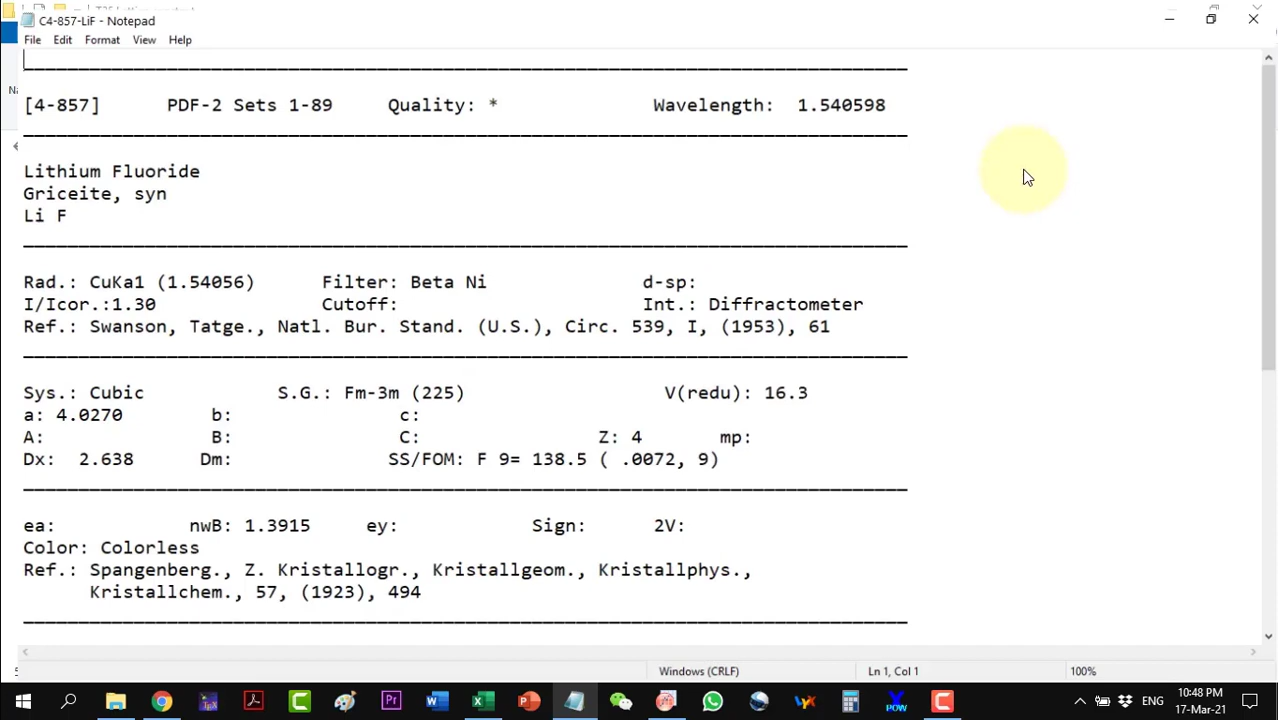 C4-857-LiF - Notepad
File Edit Format View Help
[4-857] PDF-2 Sets 1-89 Quality: * Wavelength: 1.540598
Lithium Fluoride
Griceite, syn
Li F
Rad.: CuKa1 (1.54056) Filter: Beta Ni d-sp:
I/Icor.:1.30 Cutoff: Int.: Diffractometer
Ref.: Swanson, Tatge., Natl. Bur. Stand. (U.S.), Circ. 539, I, (1953), 61
Sys.: Cubic S.G.: Fm-3m (225) V(redu): 16.3
a: 4.0270 b: c:
A: B: C: Z: 4 mp:
Dx: 2.638 Dm: SS/FOM: F 9= 138.5 ( .0072, 9)
ea: nwB: 1.3915 ey: Sign: 2V:
Color: Colorless
Ref.: Spangenberg., Z. Kristallogr., Kristallgeom., Kristallphys.,
Kristallchem., 57, (1923), 494
Windows (CRLF) Ln 1, Col 1 100%
ENG
10:48 PM
17-Mar-21